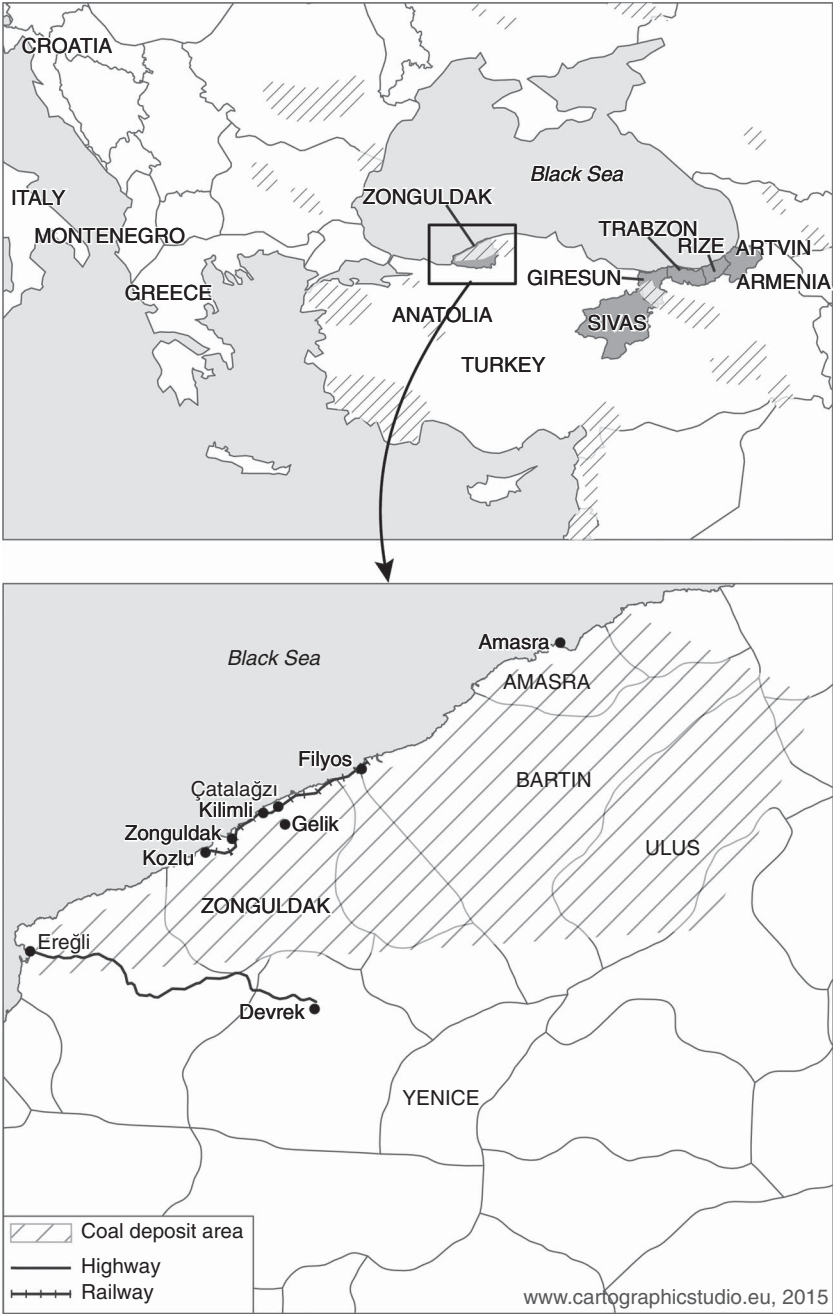 CROATIA
Black Sea
ITALY
ZONGULDAK
MONTENEGRO
TRABZON
RIZE
ARTVIN
GREECE
GIRESUN
ARMENIA
ANATOLIA
SIVAS
TURKEY
Amasra
Black Sea
AMASRA
Filyos
BARTIN
Çatalağzı
Kilimli
Gelik
Zonguldak
Kozlu
ULUS
ZONGULDAK
Ereğli
Devrek
YENICE
Coal deposit area
Highway
Railway
www.cartographicstudio.eu, 2015